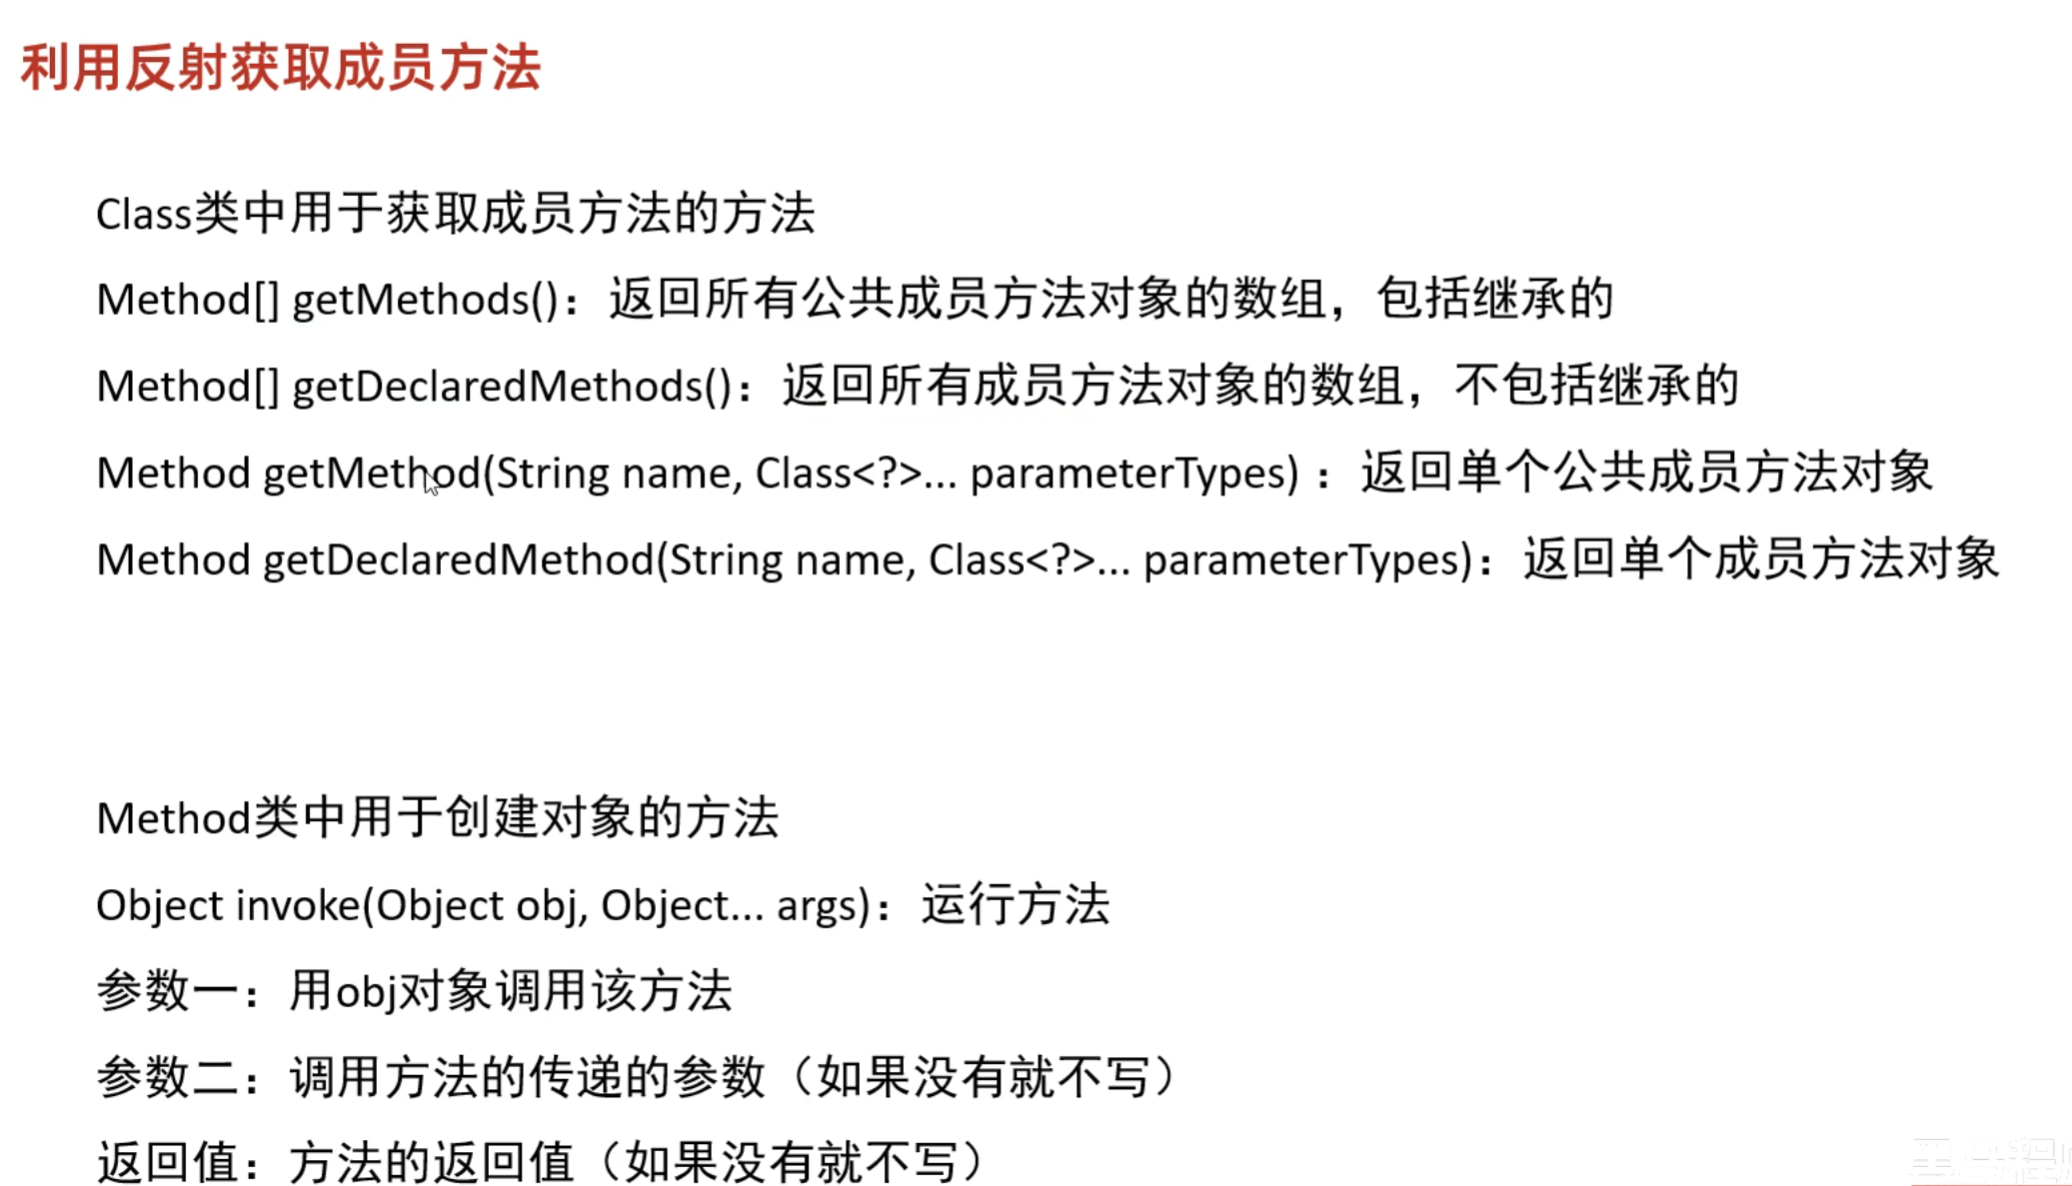 利用反射获取成员方法
Class类中用于获取成员方法的方法
Method[] getMethods()：返回所有公共成员方法对象的数组，包括继承的
Method[] getDeclaredMethods()：返回所有成员方法对象的数组，不包括继承的
Method getMethod(String name, Class<?>... parameterTypes) ：返回单个公共成员方法对象
Method getDeclaredMethod(String name, Class<?>... parameterTypes)：返回单个成员方法对象
Method类中用于创建对象的方法
Object invoke(Object obj, Object... args)：运行方法
参数一：用obj对象调用该方法
参数二：调用方法的传递的参数（如果没有就不写）
返回值：方法的返回值（如果没有就不写）